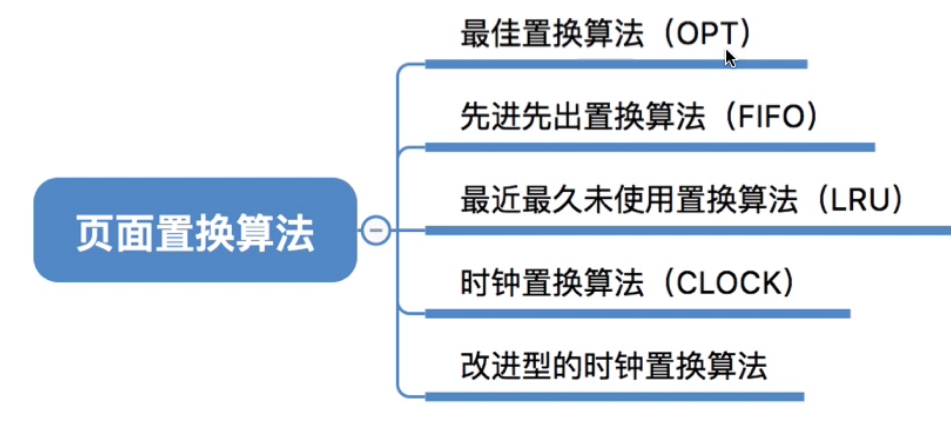 最佳置换算法（OPT）
先进先出置换算法（FIFO）
最近最久未使用置换算法（LRU）
页面置换算法
时钟置换算法（CLOCK）
改进型的时钟置换算法